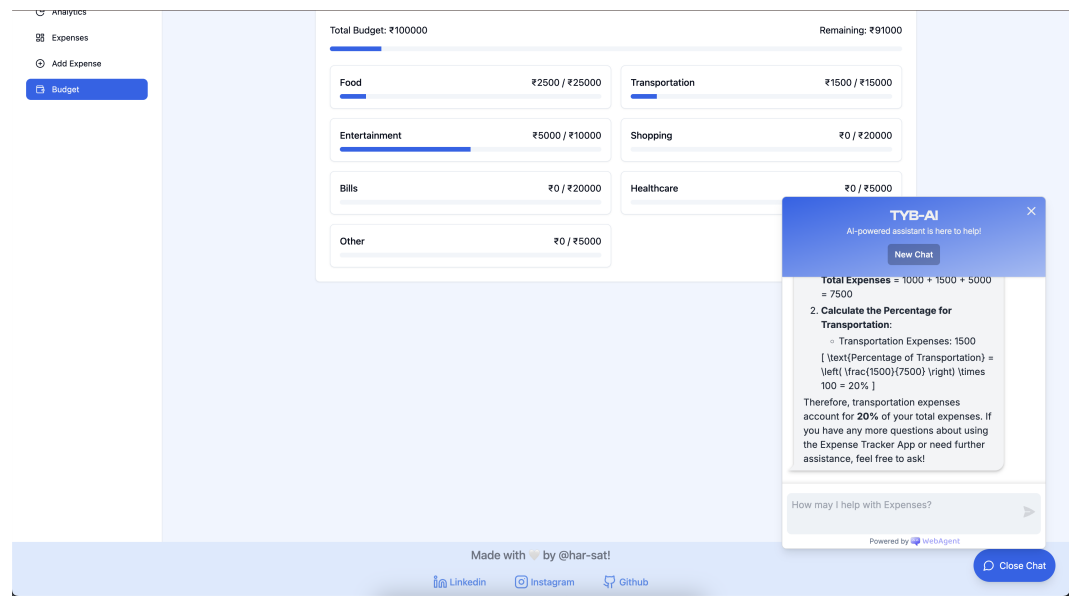 Analytics
Expenses
Add Expense
Budget
Total Budget: ₹100000
Remaining: ₹91000
Food
₹2500 / ₹25000
Transportation
₹1500 / ₹15000
Entertainment
₹5000 / ₹10000
Shopping
₹0 / ₹20000
Bills
₹0 / ₹20000
Healthcare
₹0 / ₹5000
Other
₹0 / ₹5000
TYB-AI
AI-powered assistant is here to help!
New Chat
Total Expenses = 1000 + 1500 + 5000
= 7500
2. Calculate the Percentage for
Transportation:
Transportation Expenses: 1500
[ \text{Percentage of Transportation} =
\left( \frac{1500}{7500} \right) \times
100 = 20% ]
Therefore, transportation expenses
account for 20% of your total expenses. If
you have any more questions about using
the Expense Tracker App or need further
assistance, feel free to ask!
How may I help with Expenses?
Powered by WebAgent
Close Chat
Made with 🤍 by @har-sat!
Linkedin
Instagram
Github